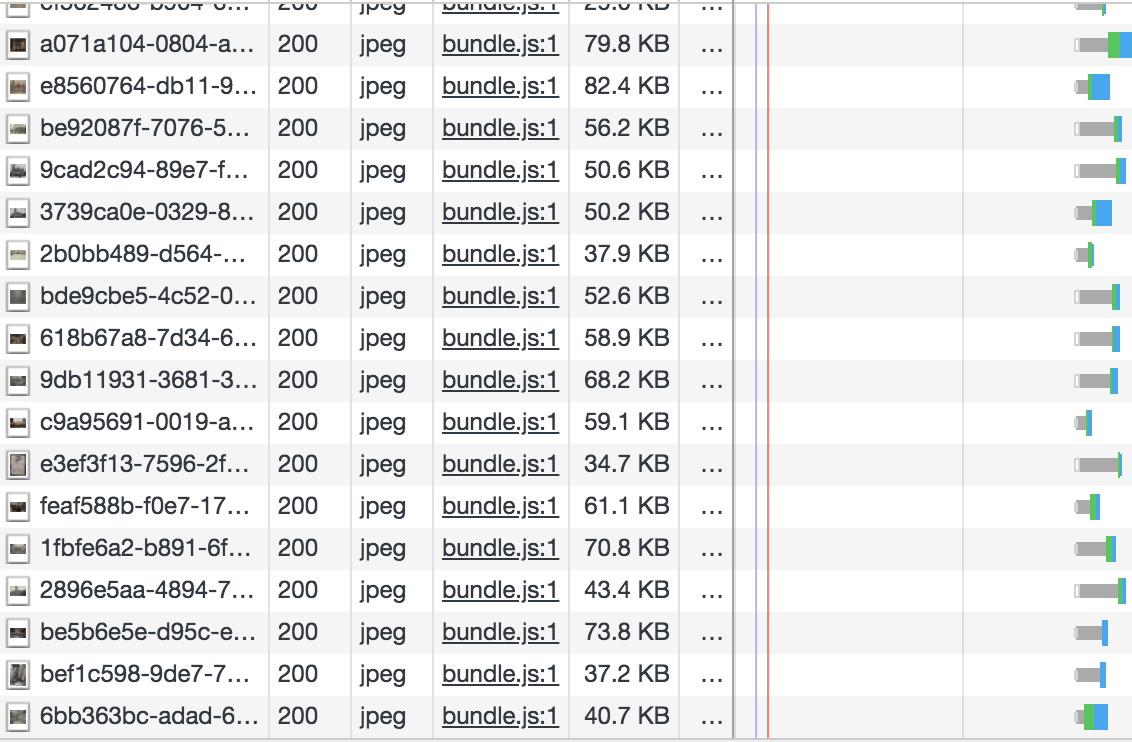 a071a104-0804-a... 200 jpeg bundle.js:1 79.8 KB ...
e8560764-db11-9... 200 jpeg bundle.js:1 82.4 KB ...
be92087f-7076-5... 200 jpeg bundle.js:1 56.2 KB ...
9cad2c94-89e7-f... 200 jpeg bundle.js:1 50.6 KB ...
3739ca0e-0329-8... 200 jpeg bundle.js:1 50.2 KB ...
2b0bb489-d564-... 200 jpeg bundle.js:1 37.9 KB ...
bde9cbe5-4c52-0... 200 jpeg bundle.js:1 52.6 KB ...
618b67a8-7d34-6... 200 jpeg bundle.js:1 58.9 KB ...
9db11931-3681-3... 200 jpeg bundle.js:1 68.2 KB ...
c9a95691-0019-a... 200 jpeg bundle.js:1 59.1 KB ...
e3ef3f13-7596-2f... 200 jpeg bundle.js:1 34.7 KB ...
feaf588b-f0e7-17... 200 jpeg bundle.js:1 61.1 KB ...
1fbfe6a2-b891-6f... 200 jpeg bundle.js:1 70.8 KB ...
2896e5aa-4894-7... 200 jpeg bundle.js:1 43.4 KB ...
be5b6e5e-d95c-e... 200 jpeg bundle.js:1 73.8 KB ...
bef1c598-9de7-7... 200 jpeg bundle.js:1 37.2 KB ...
6bb363bc-adad-6... 200 jpeg bundle.js:1 40.7 KB ...